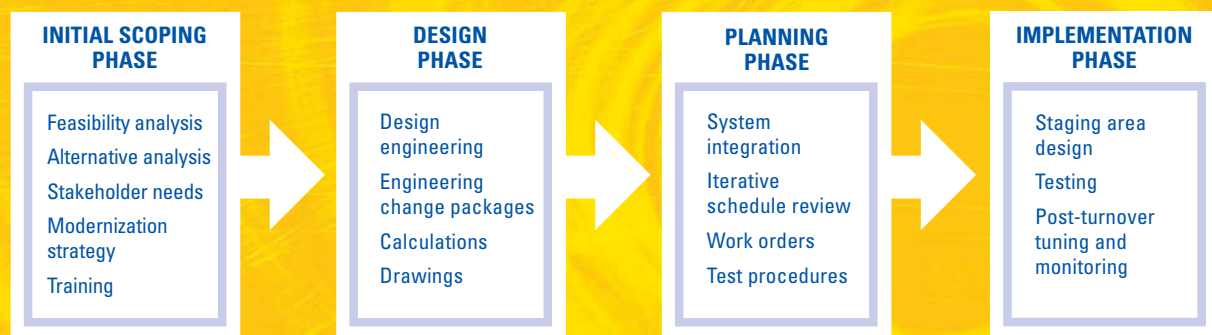 INITIAL SCOPING
PHASE
Feasibility analysis
Alternative analysis
Stakeholder needs
Modernization
strategy
Training
DESIGN
PHASE
Design
engineering
Engineering
change packages
Calculations
Drawings
PLANNING
PHASE
System
integration
Iterative
schedule review
Work orders
Test procedures
IMPLEMENTATION
PHASE
Staging area
design
Testing
Post-turnover
tuning and
monitoring